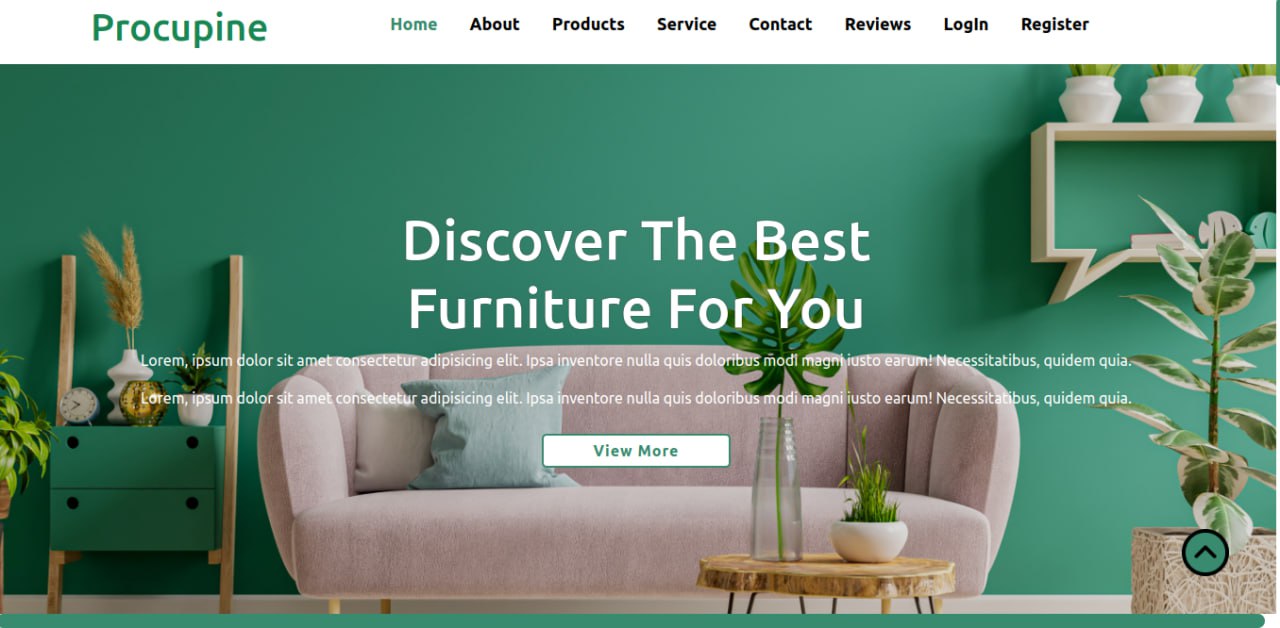 Procupine
Home About Products Service Contact Reviews LogIn Register
Discover The Best
Furniture For You
Lorem, ipsum dolor sit amet consectetur adipisicing elit. Ipsa inventore nulla quis doloribus modi magni iusto earum! Necessitatibus, quidem quia.
Lorem, ipsum dolor sit amet consectetur adipisicing elit. Ipsa inventore nulla quis doloribus modi magni iusto earum! Necessitatibus, quidem quia.
View More